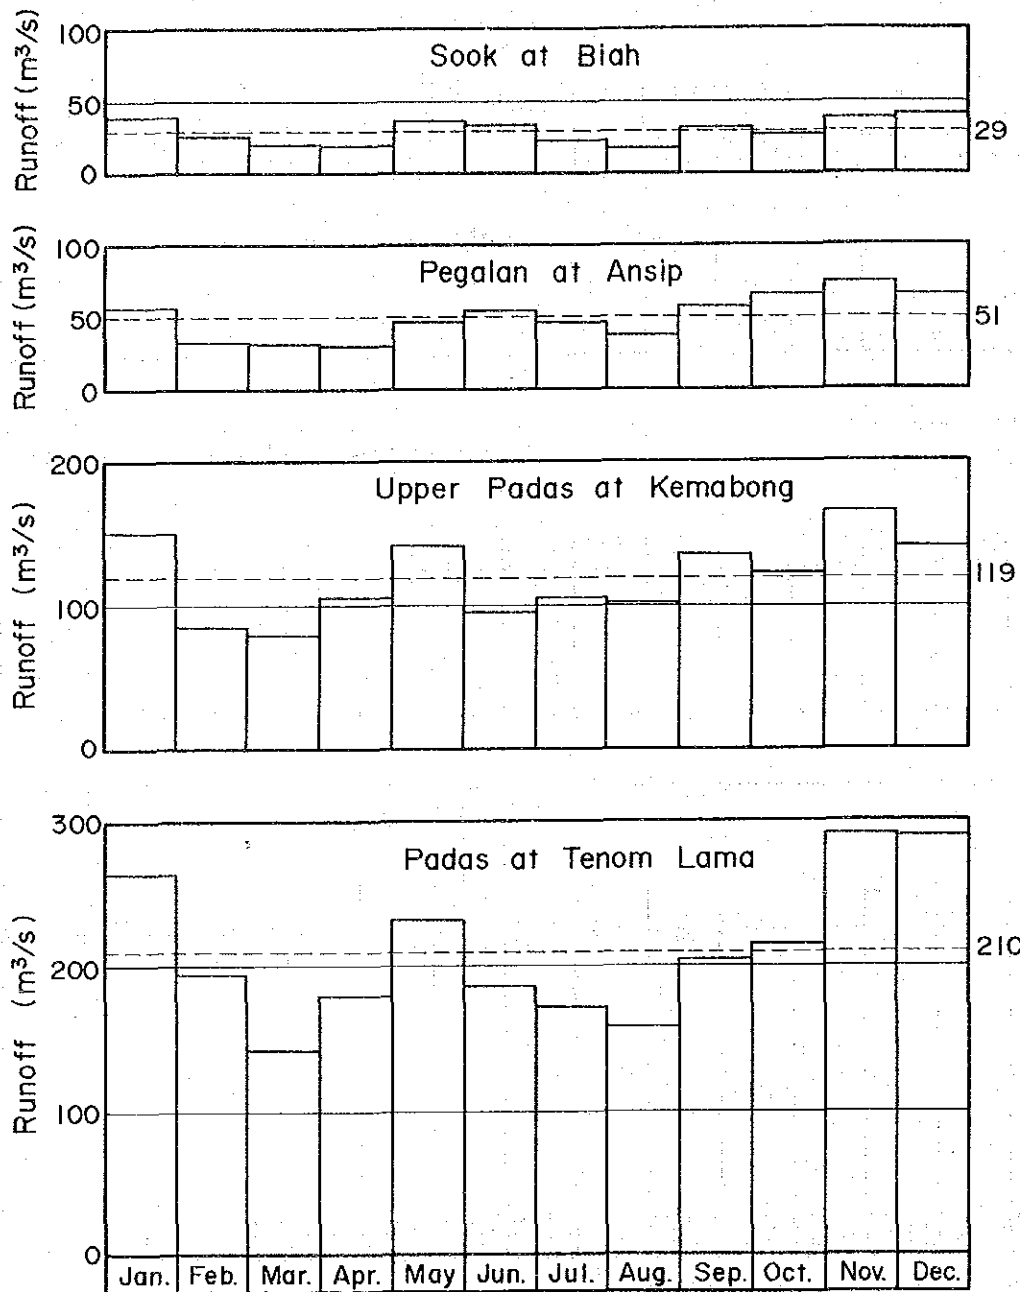 Sook at Biah
Runoff (m³/s)
100
50
0
29
Pegalan at Ansip
Runoff (m³/s)
100
50
0
51
Upper Padas at Kemabong
Runoff (m³/s)
200
100
0
119
Padas at Tenom Lama
Runoff (m³/s)
300
200
100
0
210
Jan. Feb. Mar. Apr. May Jun. Jul. Aug. Sep. Oct. Nov. Dec.